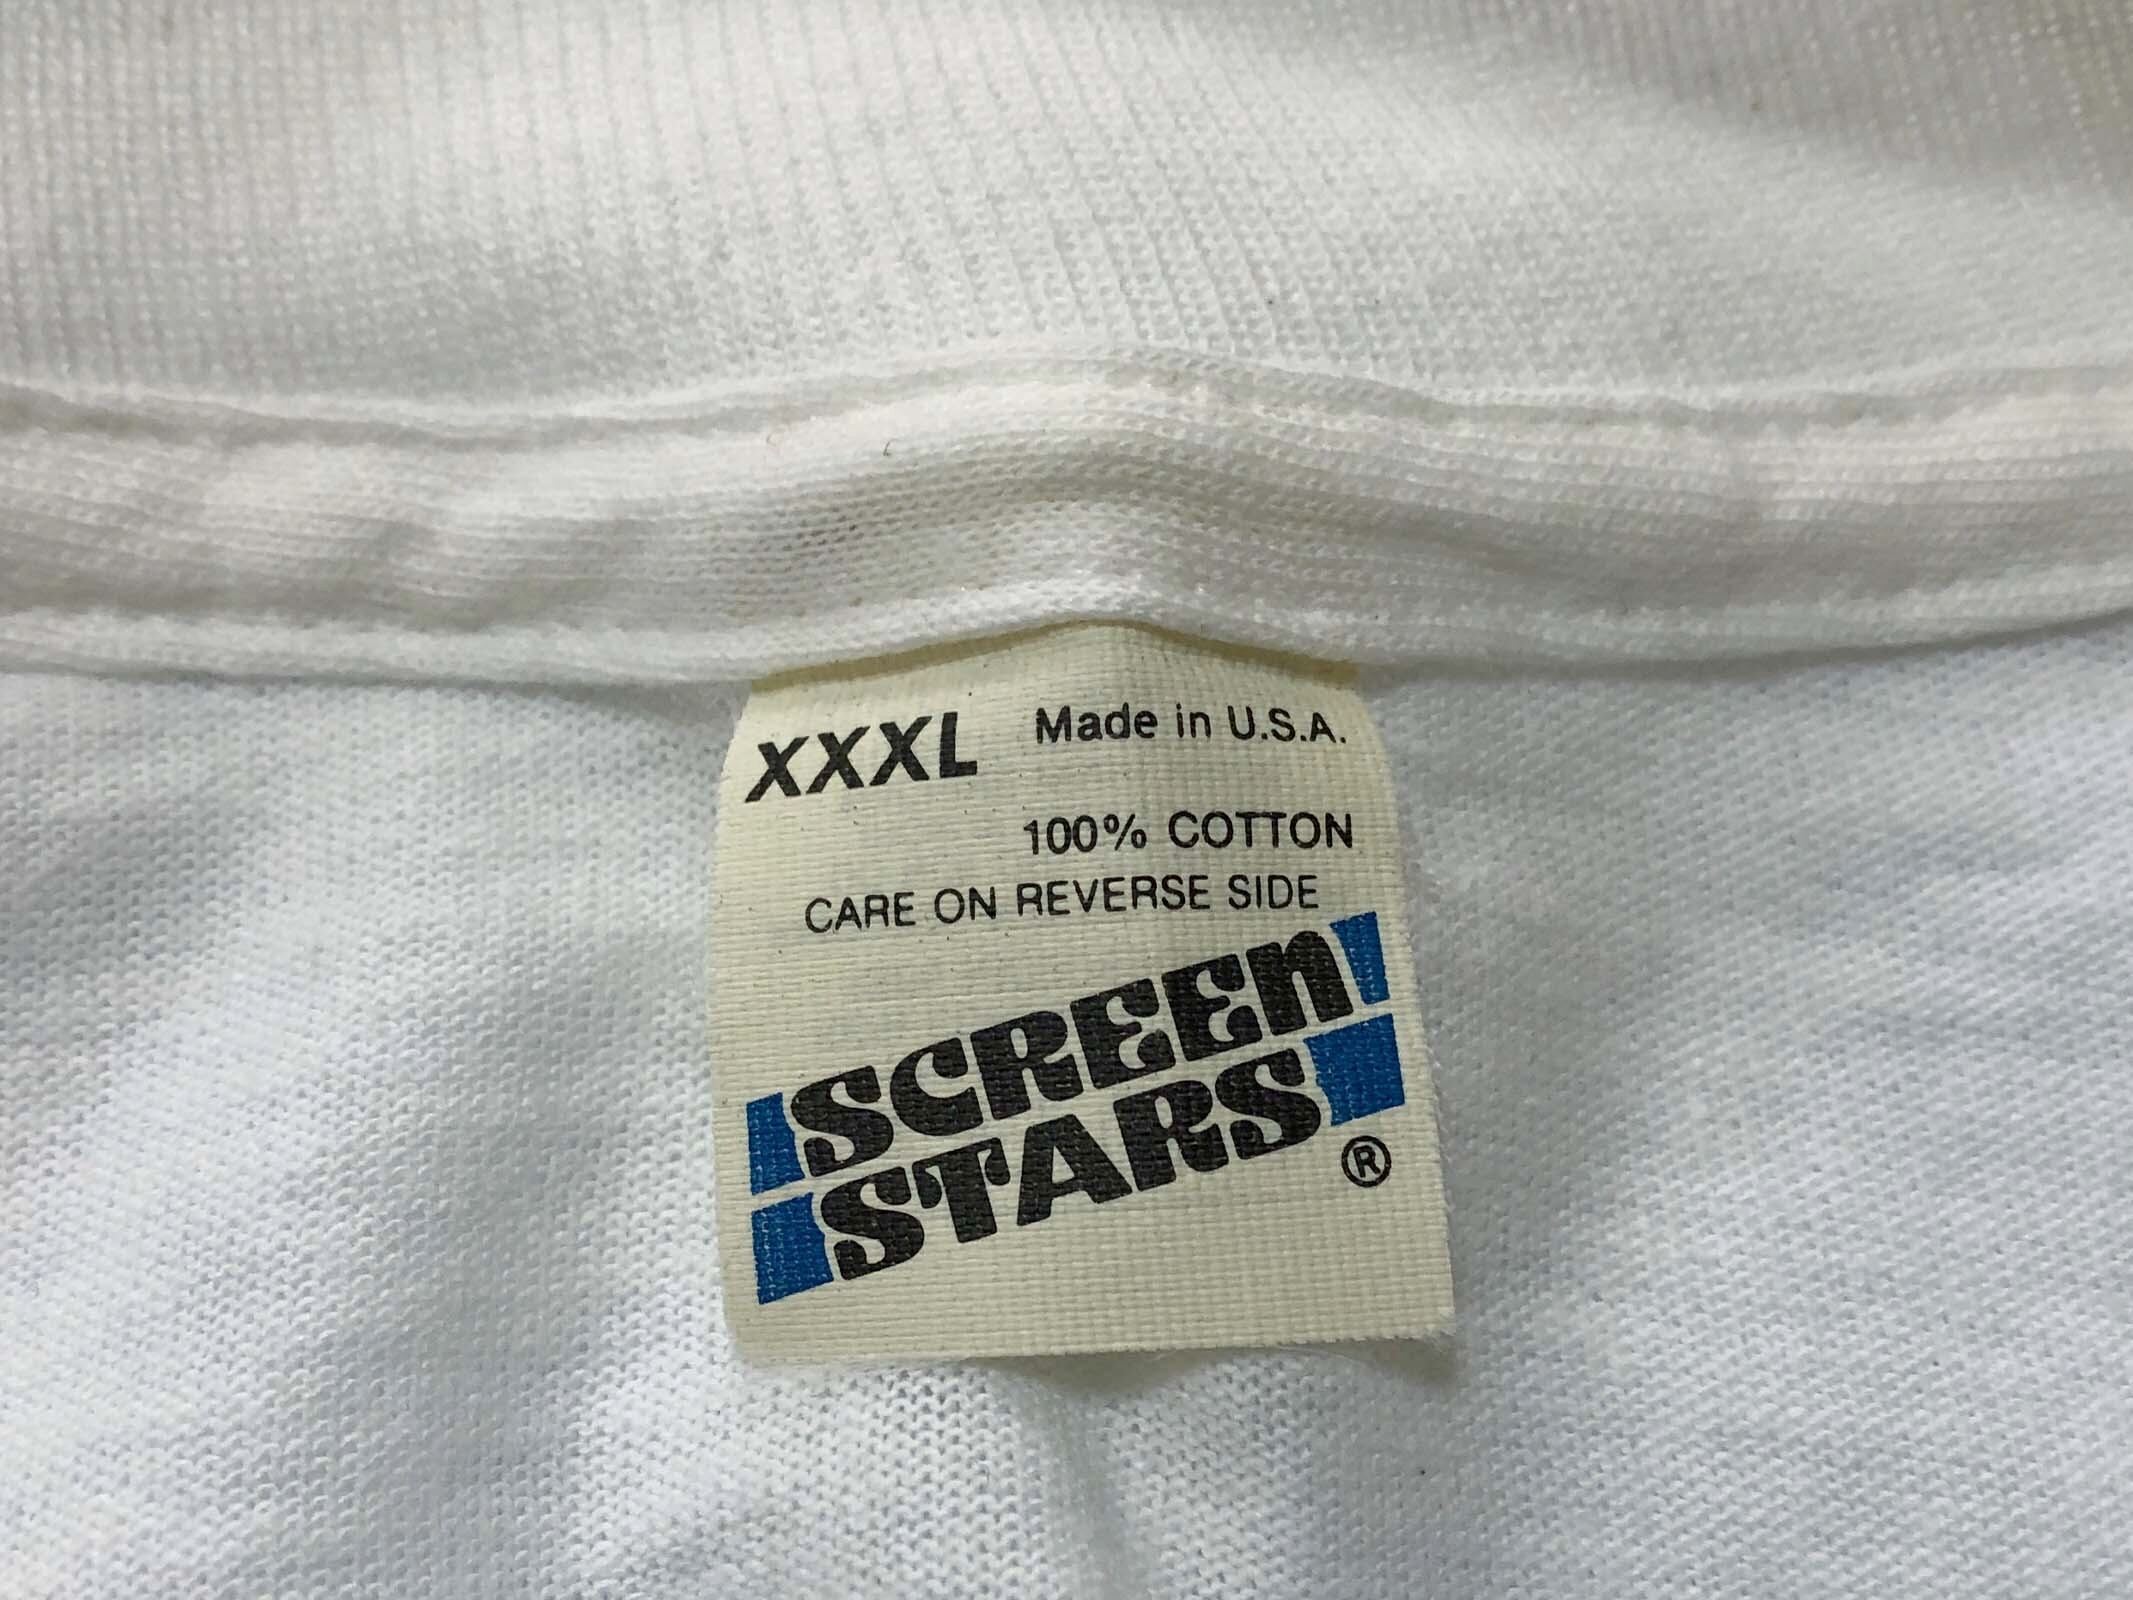 XXXL Made in U.S.A.
100% COTTON
CARE ON REVERSE SIDE
SCREEn
STARS ®